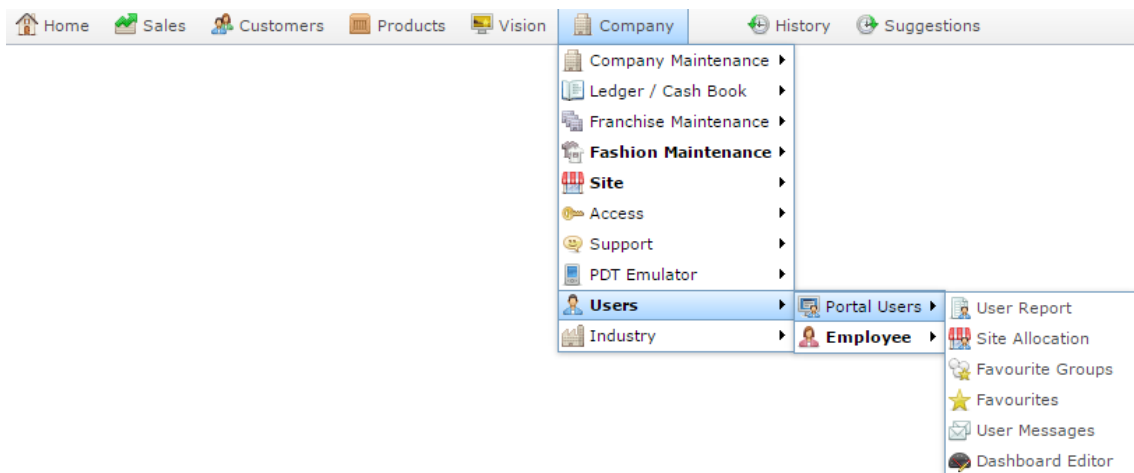 Home Sales Customers Products Vision Company History Suggestions
Company Maintenance
Ledger / Cash Book
Franchise Maintenance
Fashion Maintenance
Site
Access
Support
PDT Emulator
Users
Industry
Portal Users
Employee
User Report
Site Allocation
Favourite Groups
Favourites
User Messages
Dashboard Editor